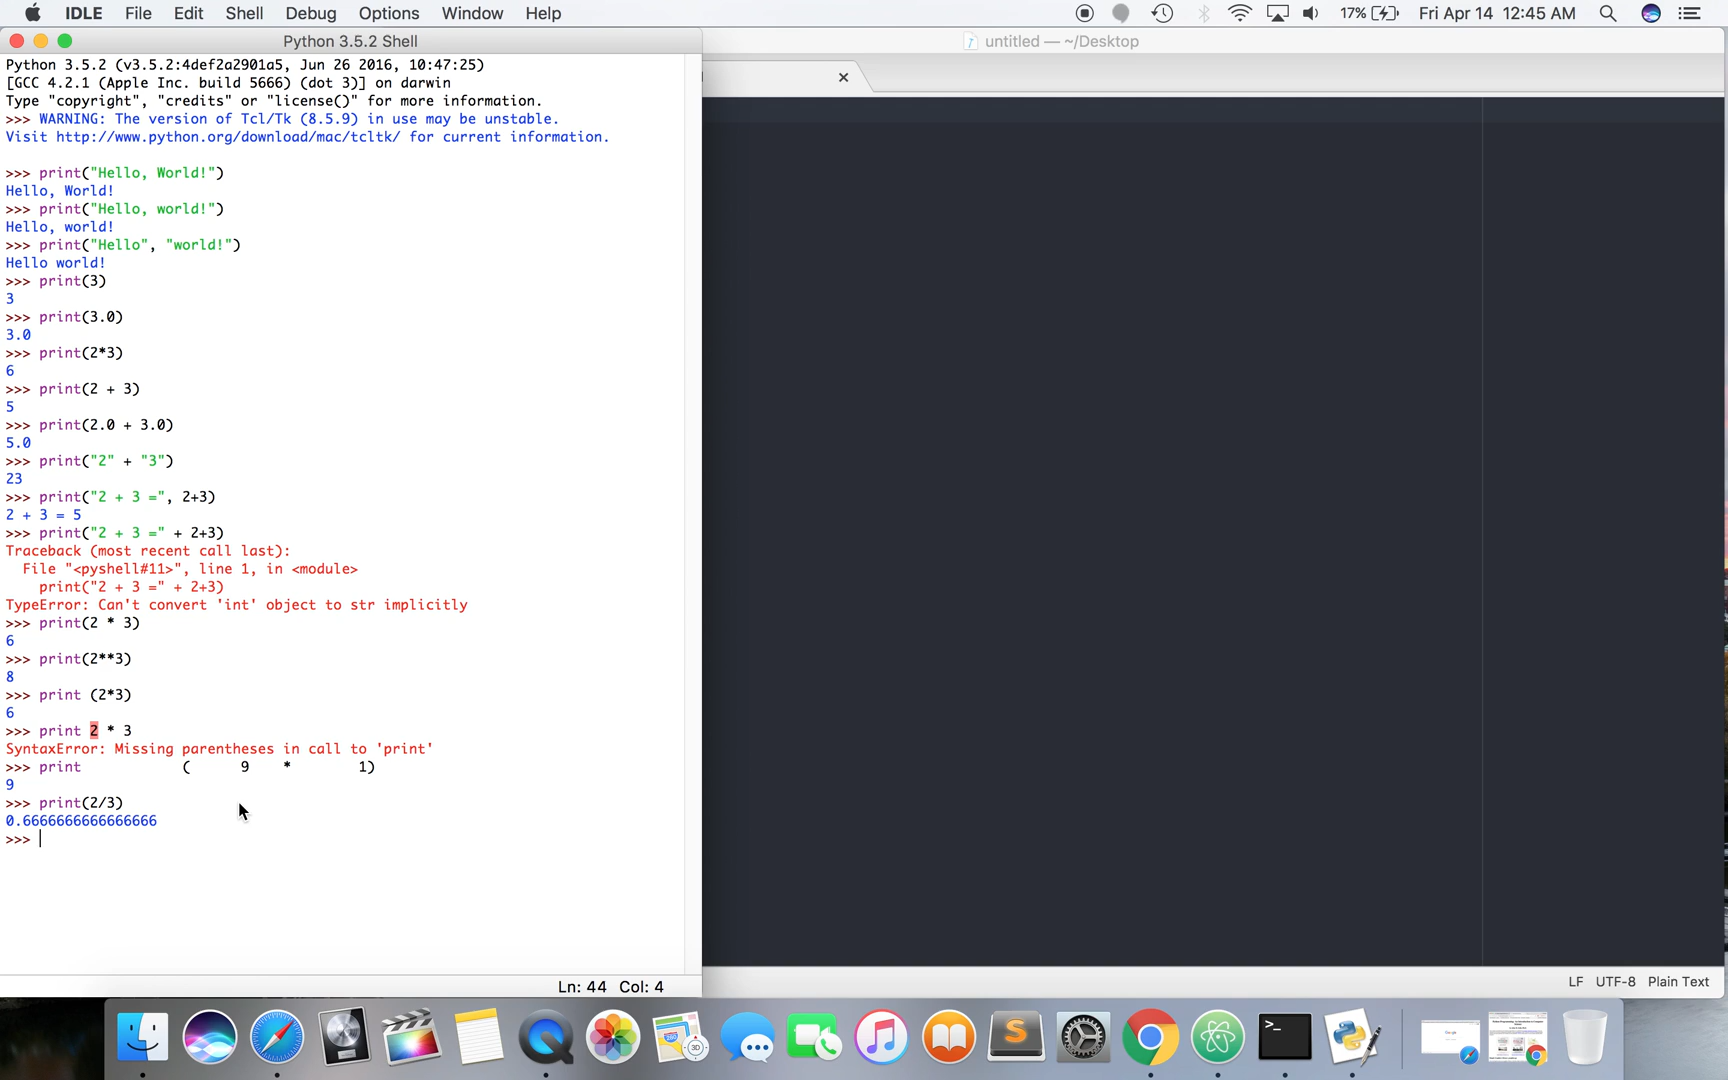 IDLE File Edit Shell Debug Options Window Help 17% Fri Apr 14 12:45 AM
Python 3.5.2 Shell
untitled — ~/Desktop
Python 3.5.2 (v3.5.2:4def2a2901a5, Jun 26 2016, 10:47:25)
[GCC 4.2.1 (Apple Inc. build 5666) (dot 3)] on darwin
Type "copyright", "credits" or "license()" for more information.
>>> WARNING: The version of Tcl/Tk (8.5.9) in use may be unstable.
Visit http://www.python.org/download/mac/tcltk/ for current information.
>>> print("Hello, World!")
Hello, World!
>>> print("Hello, world!")
Hello, world!
>>> print("Hello", "world!")
Hello world!
>>> print(3)
3
>>> print(3.0)
3.0
>>> print(2*3)
6
>>> print(2 + 3)
5
>>> print(2.0 + 3.0)
5.0
>>> print("2" + "3")
23
>>> print("2 + 3 =", 2+3)
2 + 3 = 5
>>> print("2 + 3 =" + 2+3)
Traceback (most recent call last):
  File "<pyshell#11>", line 1, in <module>
    print("2 + 3 =" + 2+3)
TypeError: Can't convert 'int' object to str implicitly
>>> print(2 * 3)
6
>>> print(2**3)
8
>>> print (2*3)
6
>>> print 2 * 3
SyntaxError: Missing parentheses in call to 'print'
>>> print            (      9    *        1)
9
>>> print(2/3)
0.6666666666666666
>>>
Ln: 44 Col: 4
LF UTF-8 Plain Text